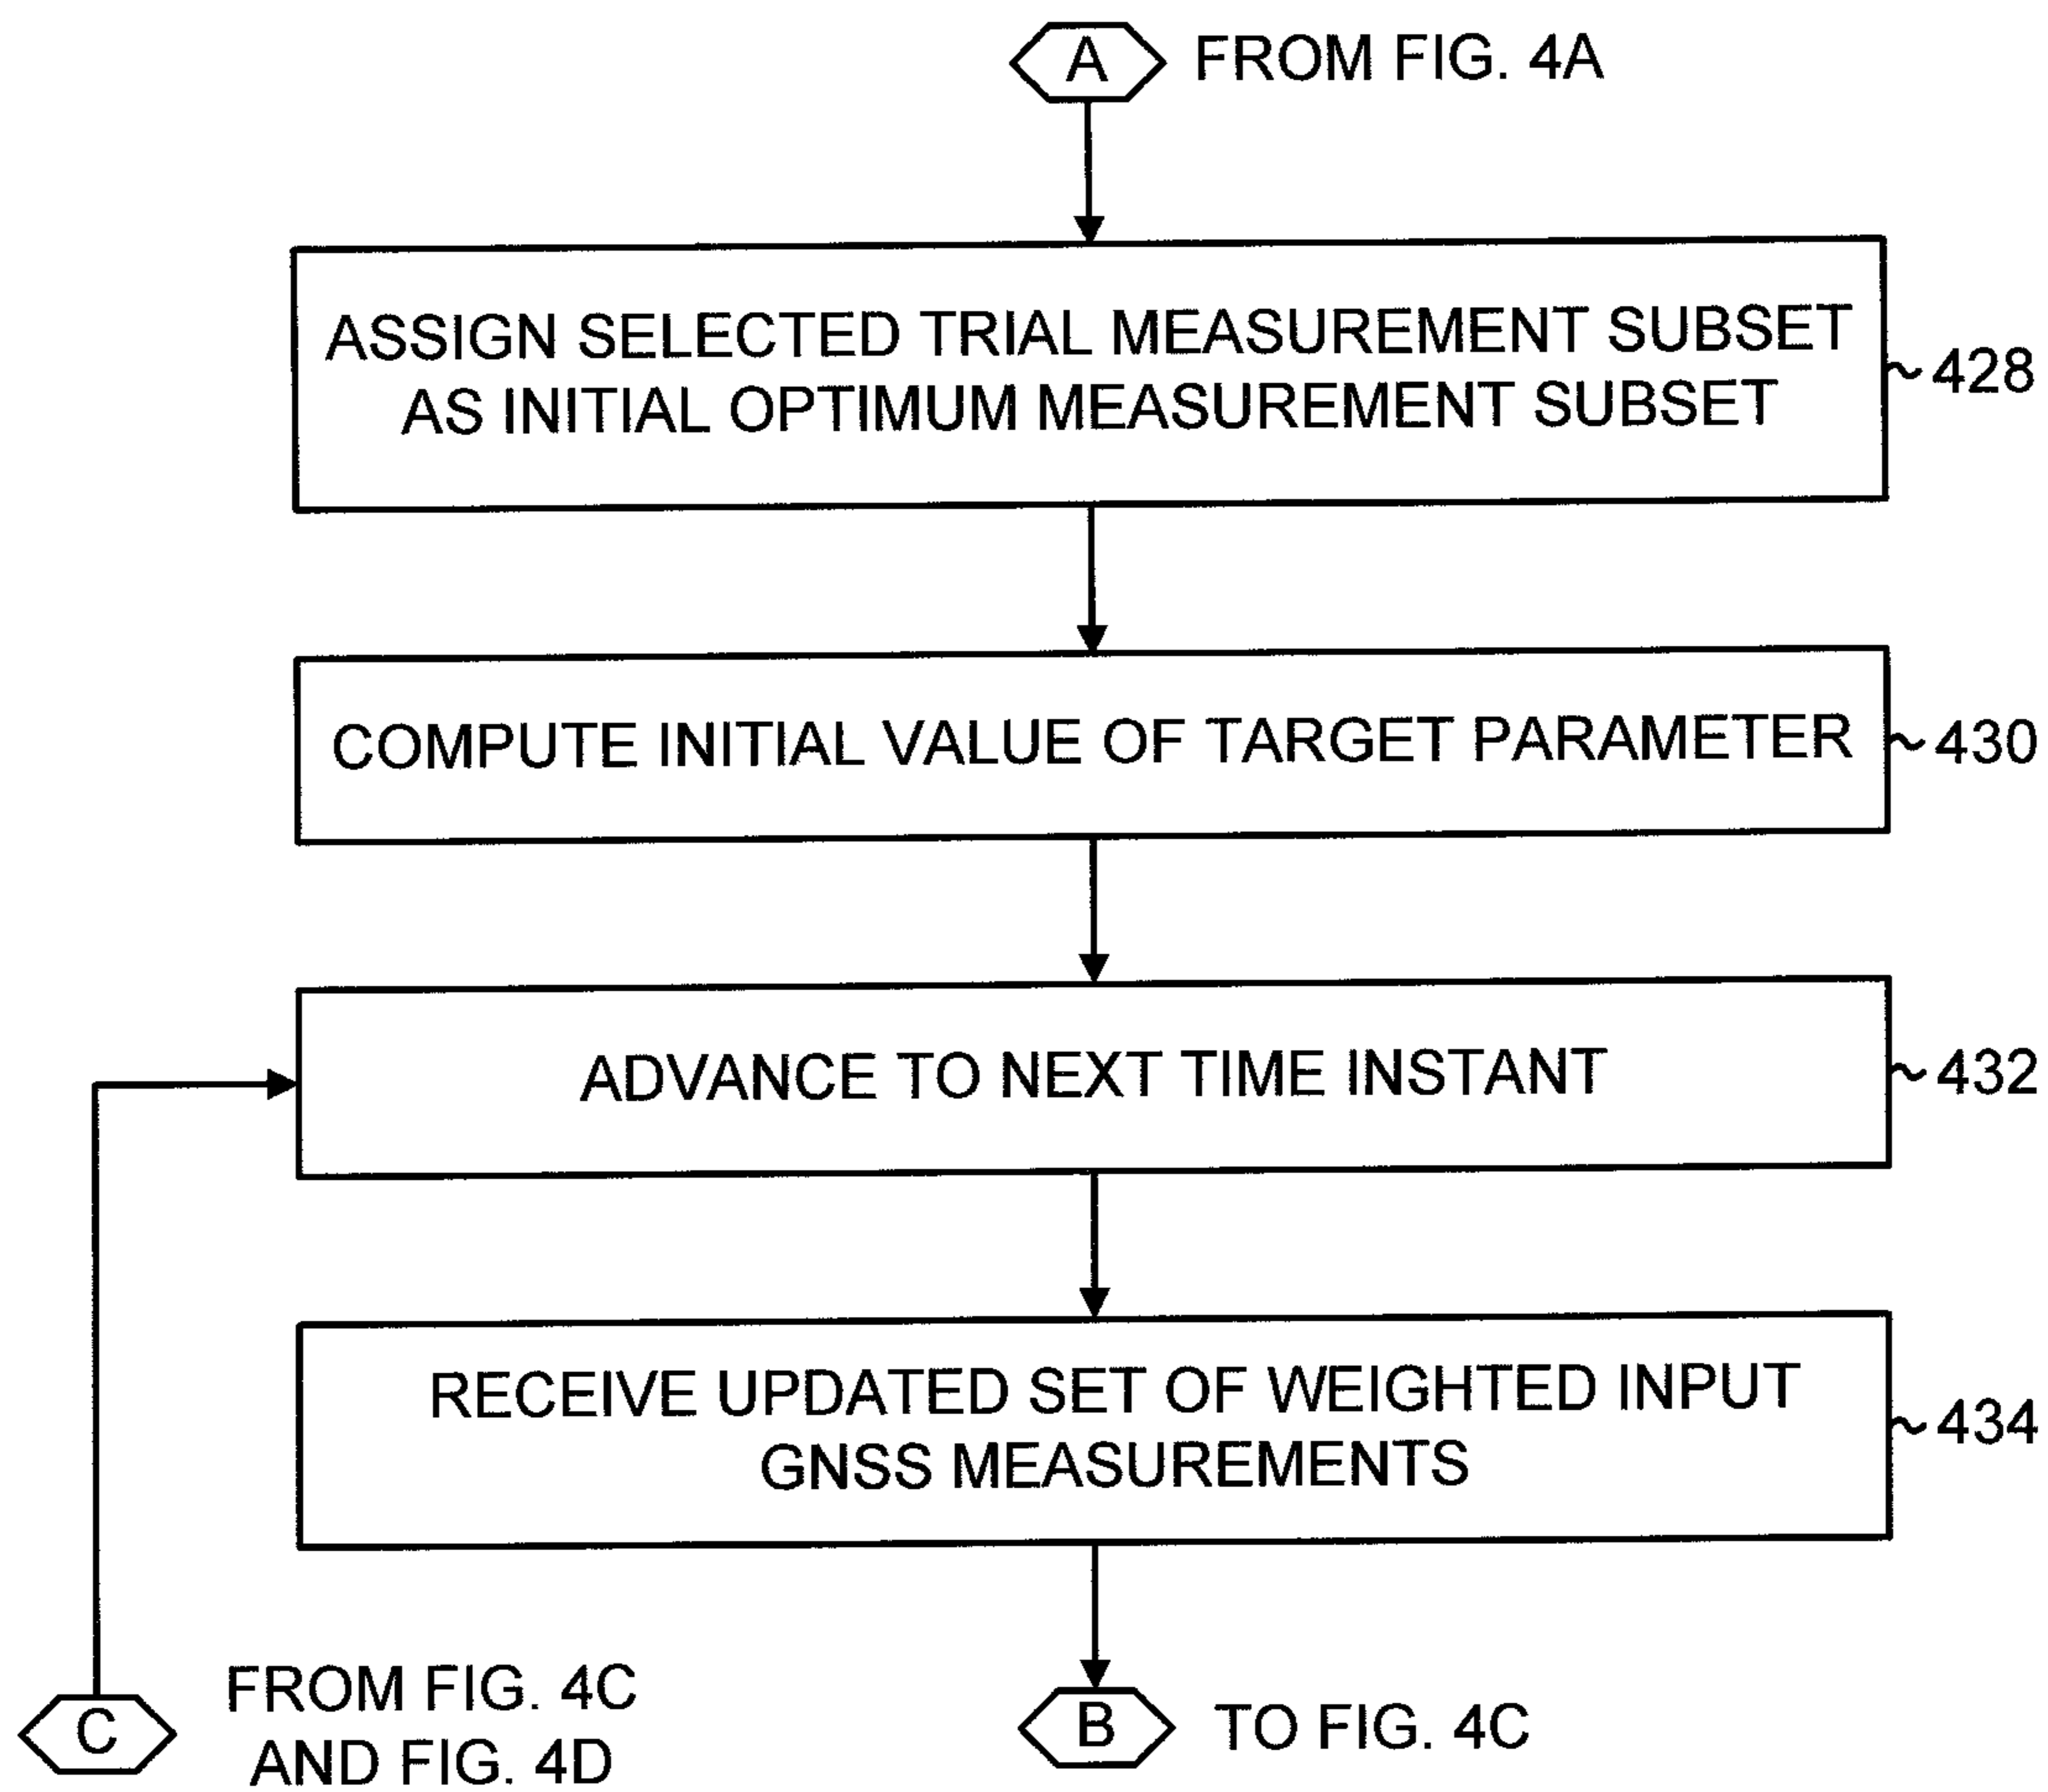 A FROM FIG. 4A
ASSIGN SELECTED TRIAL MEASUREMENT SUBSET
AS INITIAL OPTIMUM MEASUREMENT SUBSET
428
COMPUTE INITIAL VALUE OF TARGET PARAMETER
430
ADVANCE TO NEXT TIME INSTANT
432
RECEIVE UPDATED SET OF WEIGHTED INPUT
GNSS MEASUREMENTS
434
C
FROM FIG. 4C
AND FIG. 4D
B TO FIG. 4C